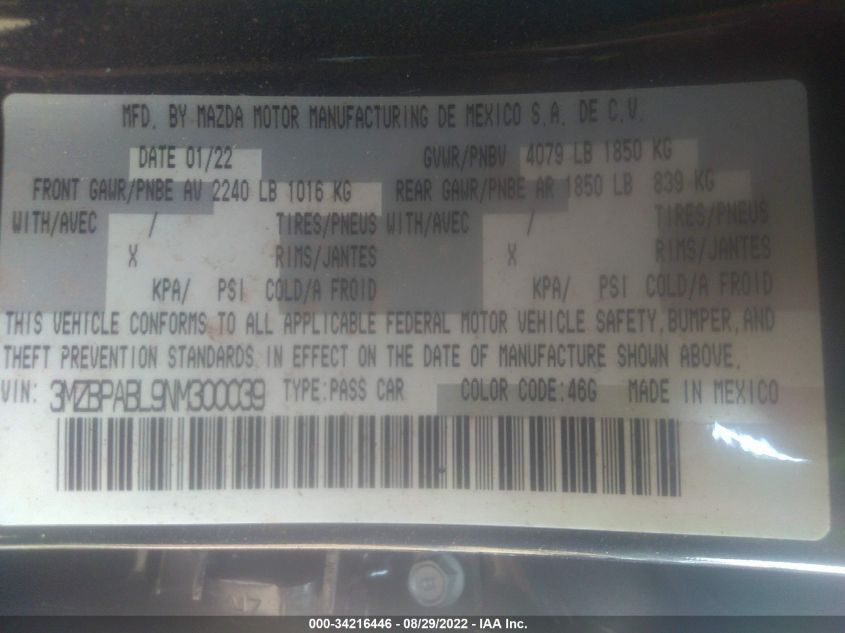 MFD. BY MAZDA MOTOR MANUFACTURING DE MEXICO S.A. DE C.V.
DATE 01/22 GVWR/PNBV 4079 LB 1850 KG
FRONT GAWR/PNBE AV 2240 LB 1016 KG REAR GAWR/PNBE AR 1850 LB 839 KG
WITH/AVEC / TIRES/PNEUS WITH/AVEC / TIRES/PNEUS
X RIMS/JANTES X RIMS/JANTES
KPA/ PSI COLD/A FROID KPA/ PSI COLD/A FROID
THIS VEHICLE CONFORMS TO ALL APPLICABLE FEDERAL MOTOR VEHICLE SAFETY, BUMPER, AND
THEFT PREVENTION STANDARDS IN EFFECT ON THE DATE OF MANUFACTURE SHOWN ABOVE.
VIN: 3MZBPABL9NM300039 TYPE:PASS CAR COLOR CODE:46G MADE IN MEXICO
000-34216446 - 08/29/2022 - IAA Inc.